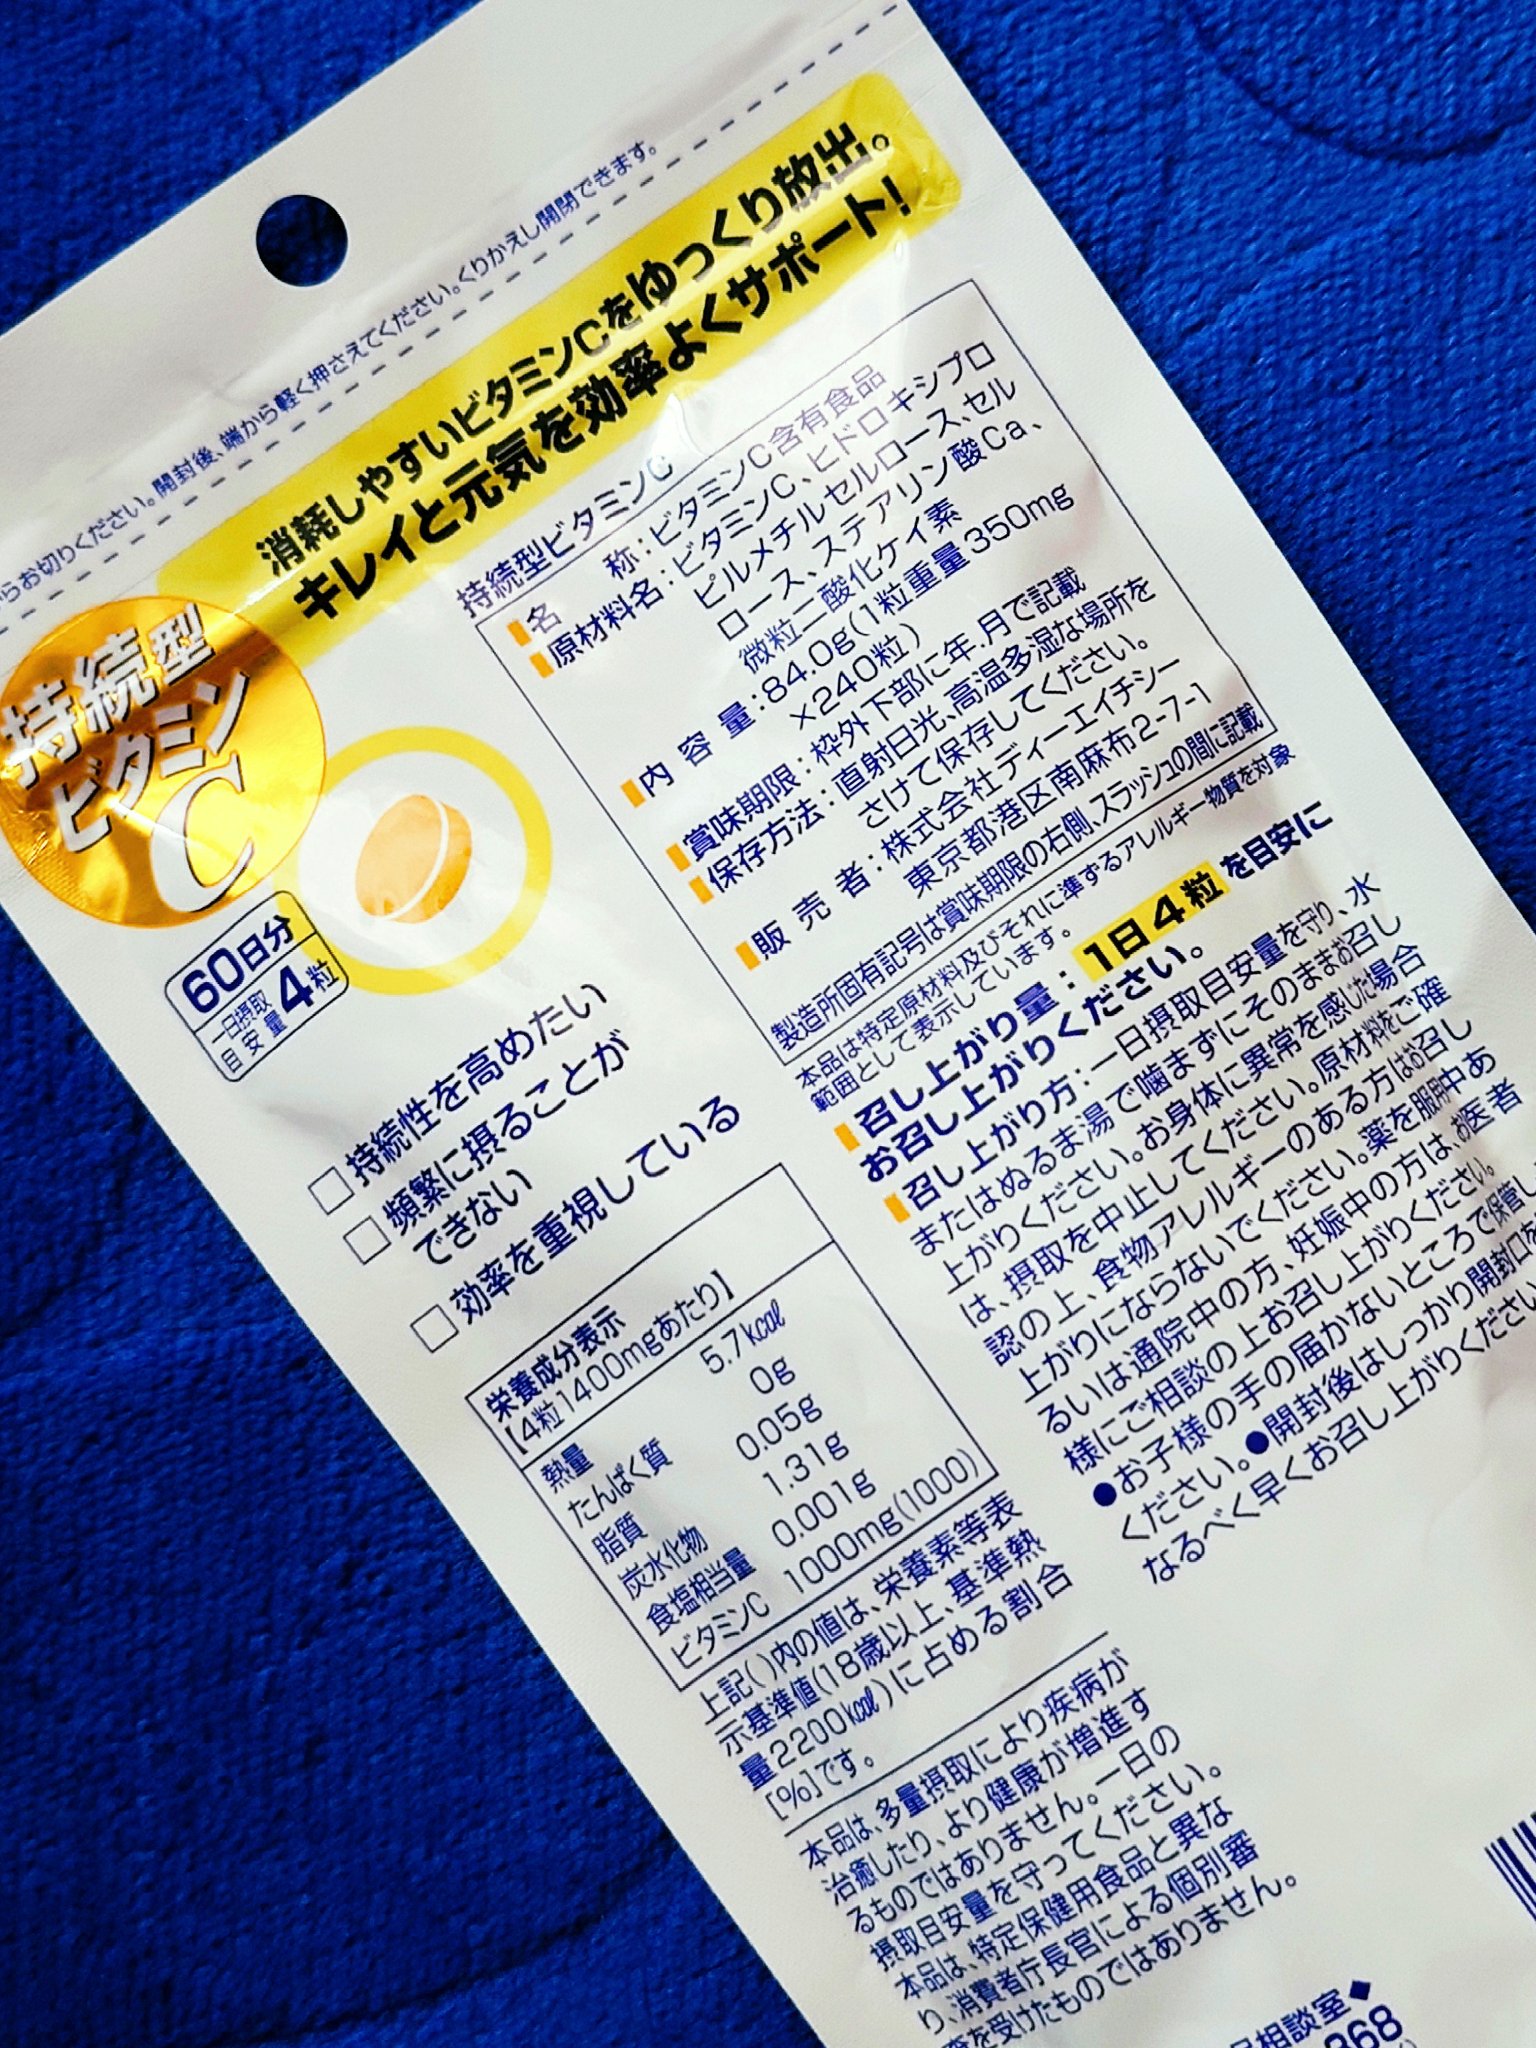 らお切りください。開封後、端から軽く押さえてください。くりかえし開閉できます。
消耗しやすいビタミンCをゆっくり放出。
キレイと元気を効率よくサポート！
持続型
ビタミン
C
60日分
一日摂取
目安量
4粒
□持続性を高めたい
□頻繁に摂ることが
できない
□効率を重視している
栄養成分表示
【4粒1400mgあたり】
熱量 5.7kcal
たんぱく質 0g
脂質 0.05g
炭水化物 1.31g
食塩相当量 0.001g
ビタミンC 1000mg(1000)
上記( )内の値は、栄養素等表
示基準値(18歳以上、基準熱
量2200kcal)に占める割合
[%]です。
本品は、多量摂取により疾病が
治癒したり、より健康が増進す
るものではありません。一日の
摂取目安量を守ってください。
本品は、特定保健用食品と異な
り、消費者庁長官による個別審
査を受けたものではありません。
持続型ビタミンC
名称：ビタミンC含有食品
原材料名：ビタミンC、ヒドロキシプロ
ピルメチルセルロース、セル
ロース、ステアリン酸Ca、
微粒二酸化ケイ素
内容量：84.0g(1粒重量350mg
×240粒)
賞味期限：枠外下部に年.月で記載
保存方法：直射日光、高温多湿な場所を
さけて保存してください。
販売者：株式会社ディーエイチシー
東京都港区南麻布2-7-1
製造所固有記号は賞味期限の右側、スラッシュの間に記載
本品は特定原材料及びそれに準ずるアレルギー物質を対象
範囲として表示しています。
召し上がり量：1日4粒を目安に
お召し上がりください。
召し上がり方：一日摂取目安量を守り、水
またはぬるま湯で噛まずにそのままお召し
上がりください。お身体に異常を感じた場合
は、摂取を中止してください。原材料をご確
認の上、食物アレルギーのある方はお召し
上がりにならないでください。薬を服用中あ
るいは通院中の方、妊娠中の方は、お医者
様にご相談の上お召し上がりください。
●お子様の手の届かないところで保管し
ください。●開封後はしっかり開封口を
なるべく早くお召し上がりください
品相談室◆
368